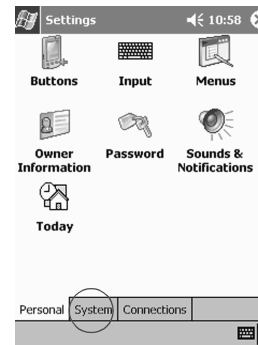 Settings 10:58
Buttons Input Menus
Owner Information Password Sounds & Notifications
Today
Personal System Connections